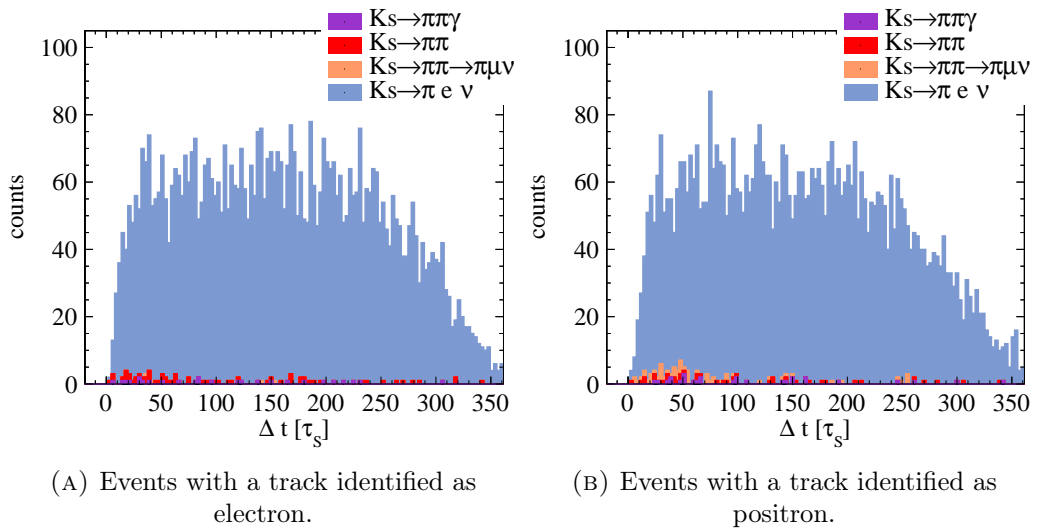 Ks→ππγ
Ks→ππ
Ks→ππ→πμν
Ks→π e ν
100
80
60
40
20
0
counts
0 50 100 150 200 250 300 350
Δ t [τ_S]
(A) Events with a track identified as
electron.
Ks→ππγ
Ks→ππ
Ks→ππ→πμν
Ks→π e ν
100
80
60
40
20
0
counts
0 50 100 150 200 250 300 350
Δ t [τ_S]
(B) Events with a track identified as
positron.